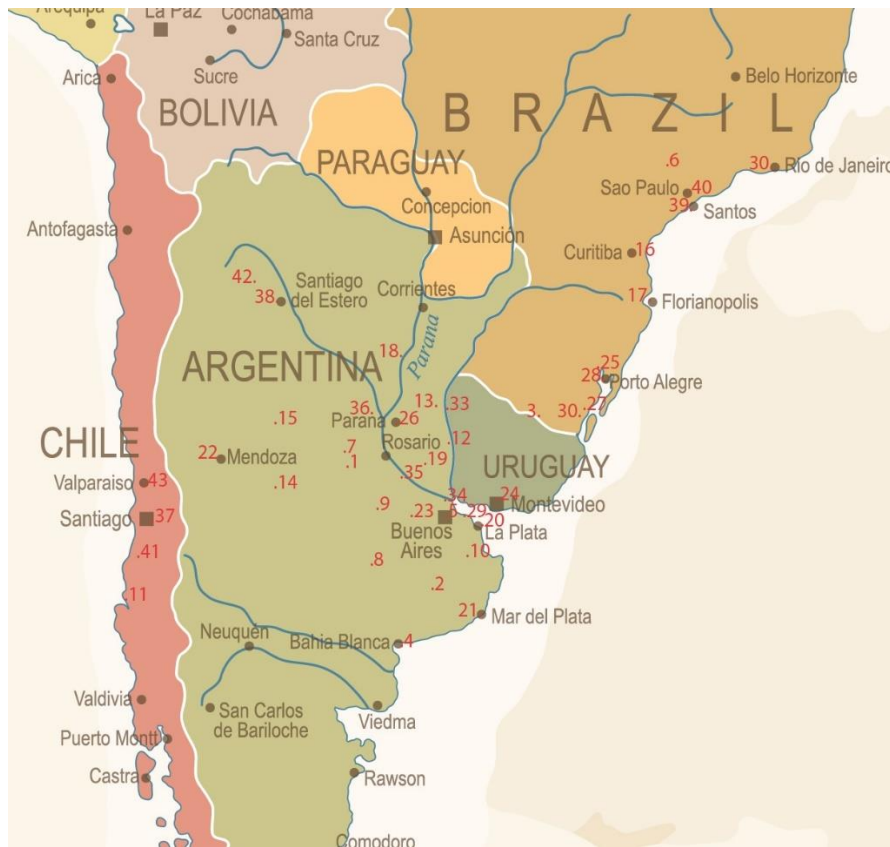 Arequipa
La Paz
Cochabama
Santa Cruz
Sucre
Arica
Belo Horizonte
BOLIVIA
BRAZIL
PARAGUAY
.6
30.
Rio de Janeiro
Sao Paulo
40
Concepcion
39.
Santos
Antofagasta
Asunción
Curitiba
16
42.
Santiago
del Estero
38
Corrientes
17
Florianopolis
Parana
18.
ARGENTINA
.25
28
Porto Alegre
36.
13.
.33
3.
30.
.27
.15
Parana
26
CHILE
.7
.12
Rosario
22
Mendoza
.1
.19
URUGUAY
.35
Valparaiso
43
.14
.34
24
Montevideo
.9
.23
.5
.29
20
Santiago
37
Buenos
Aires
La Plata
.41
.8
.10
.11
.2
21
Mar del Plata
Neuquén
Bahia Blanca
4
Valdivia
San Carlos
de Bariloche
Viedma
Puerto Montt
Castra
Rawson
Comodoro